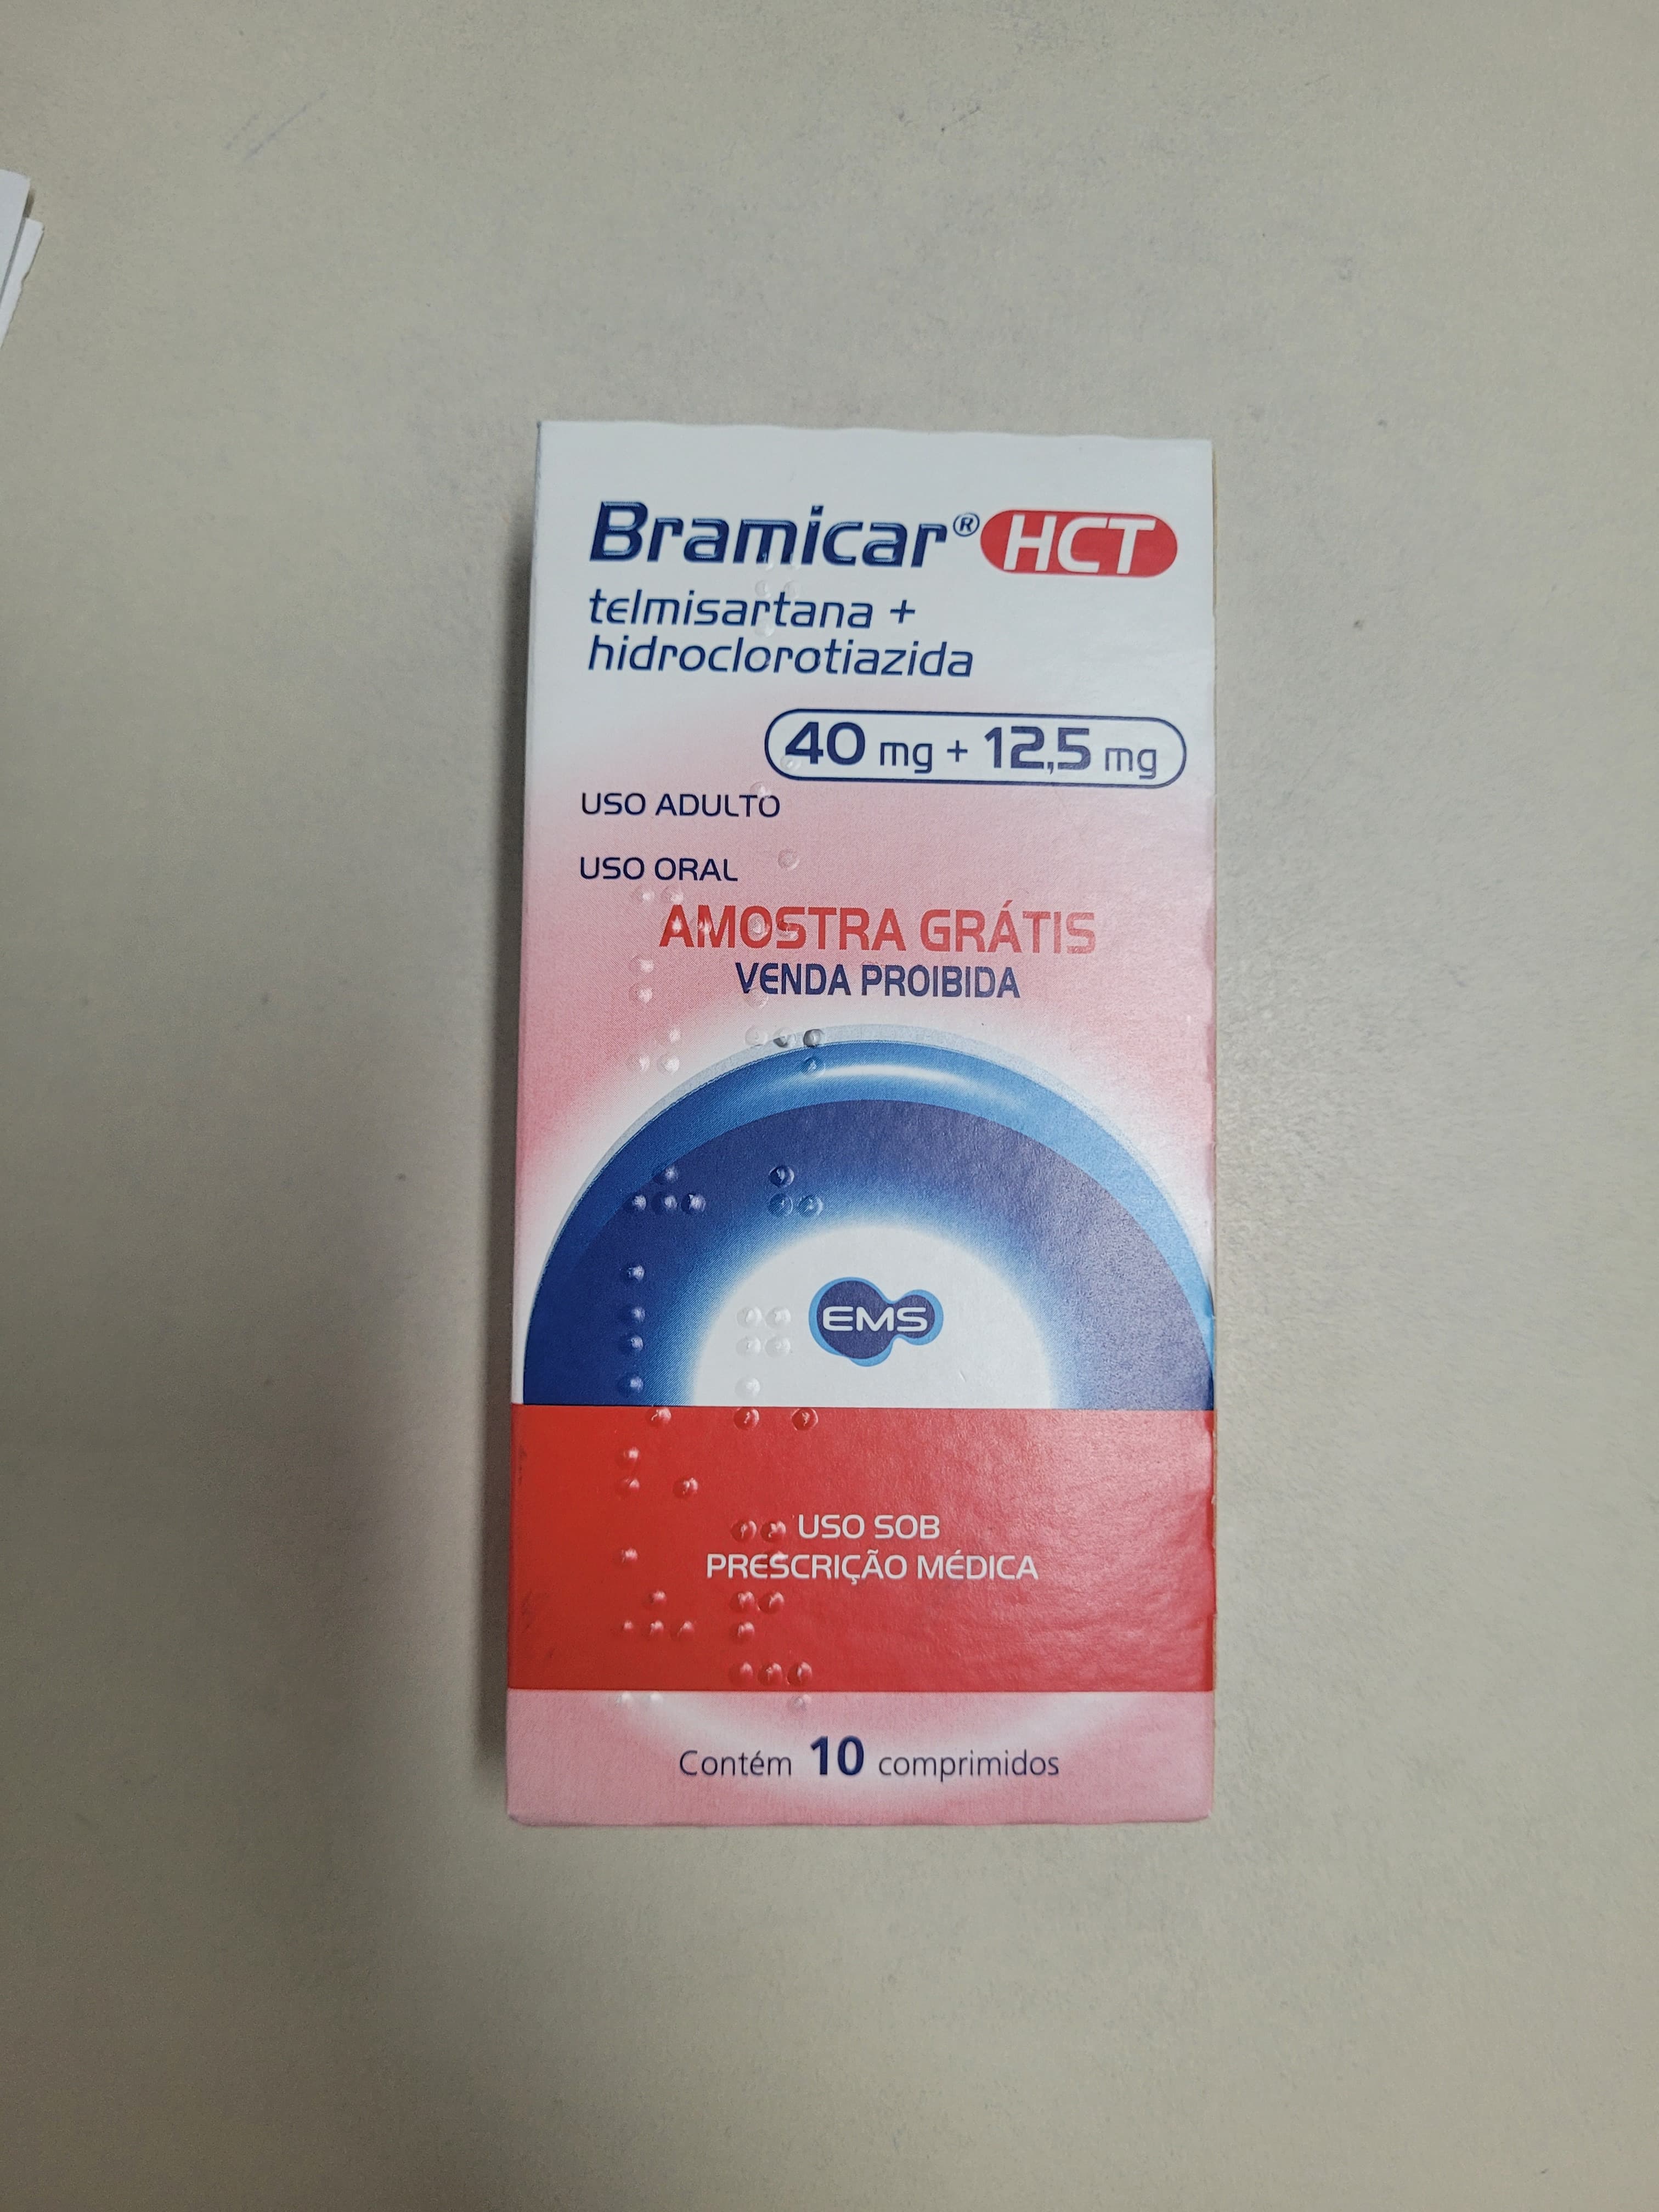 Bramicar® HCT
telmisartana +
hidroclorotiazida
40 mg + 12,5 mg
USO ADULTO
USO ORAL
AMOSTRA GRÁTIS
VENDA PROIBIDA
EMS
USO SOB
PRESCRIÇÃO MÉDICA
Contém 10 comprimidos